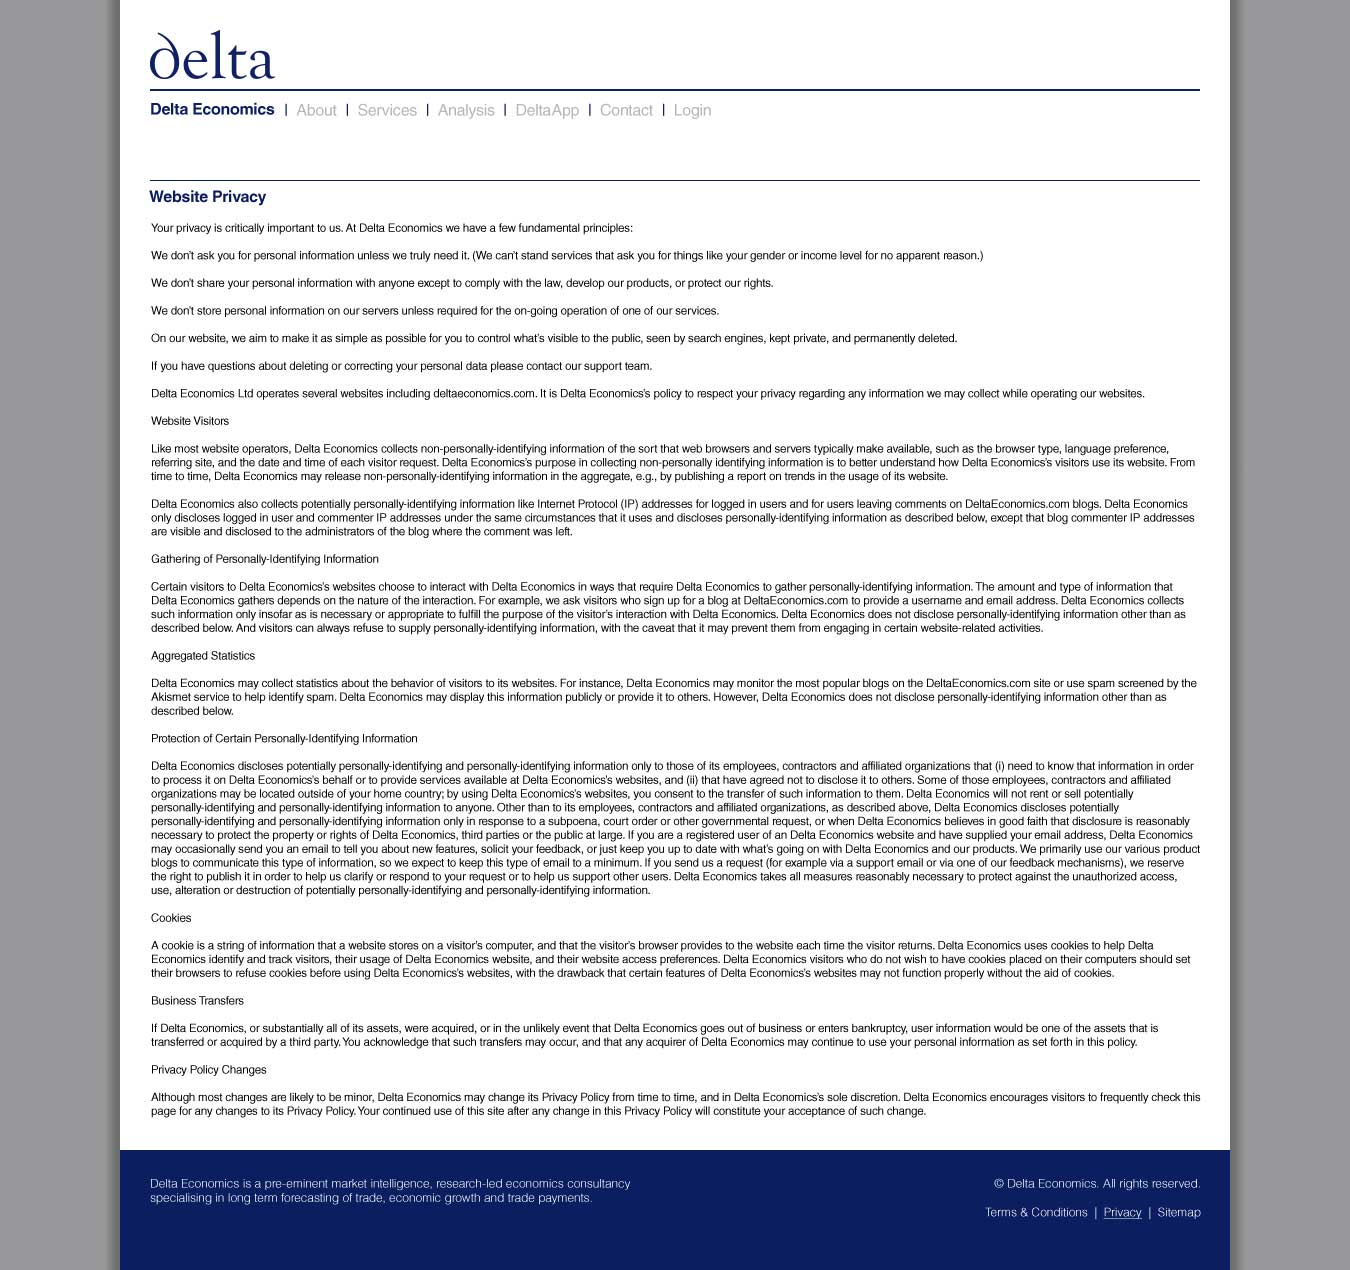 delta
Delta Economics | About | Services | Analysis | DeltaApp | Contact | Login
Website Privacy
Your privacy is critically important to us. At Delta Economics we have a few fundamental principles:
We don't ask you for personal information unless we truly need it. (We can't stand services that ask you for things like your gender or income level for no apparent reason.)
We don't share your personal information with anyone except to comply with the law, develop our products, or protect our rights.
We don't store personal information on our servers unless required for the on-going operation of one of our services.
On our website, we aim to make it as simple as possible for you to control what's visible to the public, seen by search engines, kept private, and permanently deleted.
If you have questions about deleting or correcting your personal data please contact our support team.
Delta Economics Ltd operates several websites including deltaeconomics.com. It is Delta Economics's policy to respect your privacy regarding any information we may collect while operating our websites.
Website Visitors
Like most website operators, Delta Economics collects non-personally-identifying information of the sort that web browsers and servers typically make available, such as the browser type, language preference,
referring site, and the date and time of each visitor request. Delta Economics's purpose in collecting non-personally identifying information is to better understand how Delta Economics's visitors use its website. From
time to time, Delta Economics may release non-personally-identifying information in the aggregate, e.g., by publishing a report on trends in the usage of its website.
Delta Economics also collects potentially personally-identifying information like Internet Protocol (IP) addresses for logged in users and for users leaving comments on DeltaEconomics.com blogs. Delta Economics
only discloses logged in user and commenter IP addresses under the same circumstances that it uses and discloses personally-identifying information as described below, except that blog commenter IP addresses
are visible and disclosed to the administrators of the blog where the comment was left.
Gathering of Personally-Identifying Information
Certain visitors to Delta Economics's websites choose to interact with Delta Economics in ways that require Delta Economics to gather personally-identifying information. The amount and type of information that
Delta Economics gathers depends on the nature of the interaction. For example, we ask visitors who sign up for a blog at DeltaEconomics.com to provide a username and email address. Delta Economics collects
such information only insofar as is necessary or appropriate to fulfill the purpose of the visitor's interaction with Delta Economics. Delta Economics does not disclose personally-identifying information other than as
described below. And visitors can always refuse to supply personally-identifying information, with the caveat that it may prevent them from engaging in certain website-related activities.
Aggregated Statistics
Delta Economics may collect statistics about the behavior of visitors to its websites. For instance, Delta Economics may monitor the most popular blogs on the DeltaEconomics.com site or use spam screened by the
Akismet service to help identify spam. Delta Economics may display this information publicly or provide it to others. However, Delta Economics does not disclose personally-identifying information other than as
described below.
Protection of Certain Personally-Identifying Information
Delta Economics discloses potentially personally-identifying and personally-identifying information only to those of its employees, contractors and affiliated organizations that (i) need to know that information in order
to process it on Delta Economics's behalf or to provide services available at Delta Economics's websites, and (ii) that have agreed not to disclose it to others. Some of those employees, contractors and affiliated
organizations may be located outside of your home country; by using Delta Economics's websites, you consent to the transfer of such information to them. Delta Economics will not rent or sell potentially
personally-identifying and personally-identifying information to anyone. Other than to its employees, contractors and affiliated organizations, as described above, Delta Economics discloses potentially
personally-identifying and personally-identifying information only in response to a subpoena, court order or other governmental request, or when Delta Economics believes in good faith that disclosure is reasonably
necessary to protect the property or rights of Delta Economics, third parties or the public at large. If you are a registered user of an Delta Economics website and have supplied your email address, Delta Economics
may occasionally send you an email to tell you about new features, solicit your feedback, or just keep you up to date with what's going on with Delta Economics and our products. We primarily use our various product
blogs to communicate this type of information, so we expect to keep this type of email to a minimum. If you send us a request (for example via a support email or via one of our feedback mechanisms), we reserve
the right to publish it in order to help us clarify or respond to your request or to help us support other users. Delta Economics takes all measures reasonably necessary to protect against the unauthorized access,
use, alteration or destruction of potentially personally-identifying and personally-identifying information.
Cookies
A cookie is a string of information that a website stores on a visitor's computer, and that the visitor's browser provides to the website each time the visitor returns. Delta Economics uses cookies to help Delta
Economics identify and track visitors, their usage of Delta Economics website, and their website access preferences. Delta Economics visitors who do not wish to have cookies placed on their computers should set
their browsers to refuse cookies before using Delta Economics's websites, with the drawback that certain features of Delta Economics's websites may not function properly without the aid of cookies.
Business Transfers
If Delta Economics, or substantially all of its assets, were acquired, or in the unlikely event that Delta Economics goes out of business or enters bankruptcy, user information would be one of the assets that is
transferred or acquired by a third party. You acknowledge that such transfers may occur, and that any acquirer of Delta Economics may continue to use your personal information as set forth in this policy.
Privacy Policy Changes
Although most changes are likely to be minor, Delta Economics may change its Privacy Policy from time to time, and in Delta Economics's sole discretion. Delta Economics encourages visitors to frequently check this
page for any changes to its Privacy Policy. Your continued use of this site after any change in this Privacy Policy will constitute your acceptance of such change.
Delta Economics is a pre-eminent market intelligence, research-led economics consultancy
specialising in long term forecasting of trade, economic growth and trade payments.
© Delta Economics. All rights reserved.
Terms & Conditions | Privacy | Sitemap